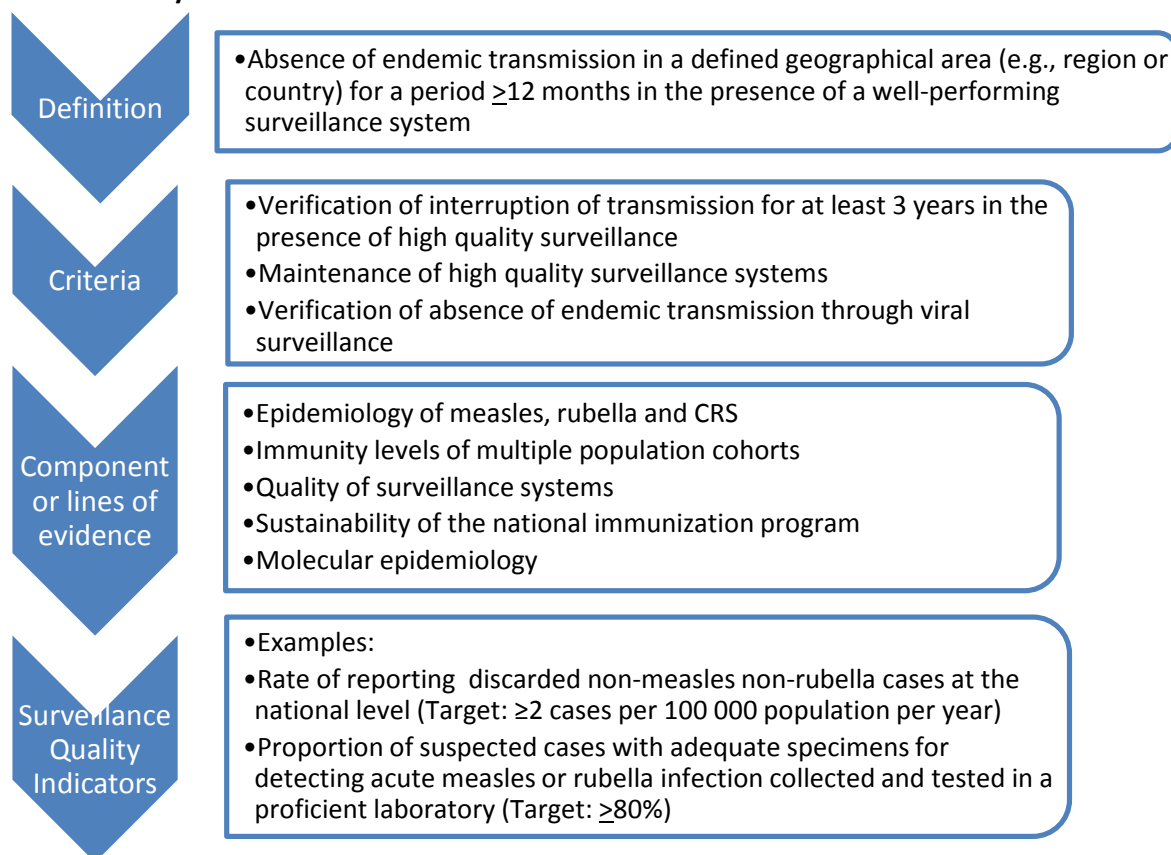 Definition
•Absence of endemic transmission in a defined geographical area (e.g., region or
country) for a period ≥12 months in the presence of a well-performing
surveillance system
Criteria
•Verification of interruption of transmission for at least 3 years in the
presence of high quality surveillance
•Maintenance of high quality surveillance systems
•Verification of absence of endemic transmission through viral
surveillance
Component
or lines of
evidence
•Epidemiology of measles, rubella and CRS
•Immunity levels of multiple population cohorts
•Quality of surveillance systems
•Sustainability of the national immunization program
•Molecular epidemiology
Surveillance
Quality
Indicators
•Examples:
•Rate of reporting discarded non-measles non-rubella cases at the
national level (Target: ≥2 cases per 100 000 population per year)
•Proportion of suspected cases with adequate specimens for
detecting acute measles or rubella infection collected and tested in a
proficient laboratory (Target: ≥80%)